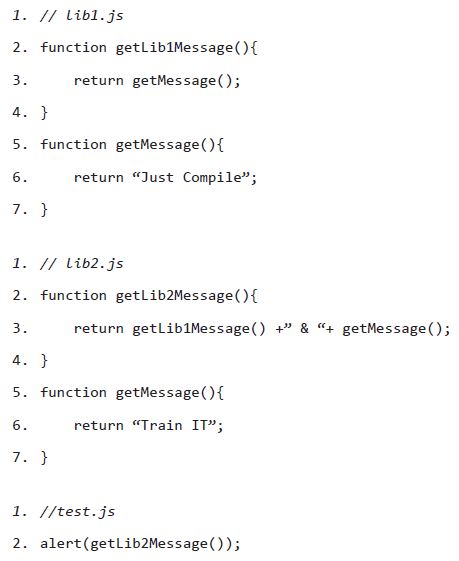 1. // lib1.js
2. function getLib1Message(){
3. return getMessage();
4. }
5. function getMessage(){
6. return “Just Compile”;
7. }
1. // lib2.js
2. function getLib2Message(){
3. return getLib1Message() +” & “+ getMessage();
4. }
5. function getMessage(){
6. return “Train IT”;
7. }
1. //test.js
2. alert(getLib2Message());